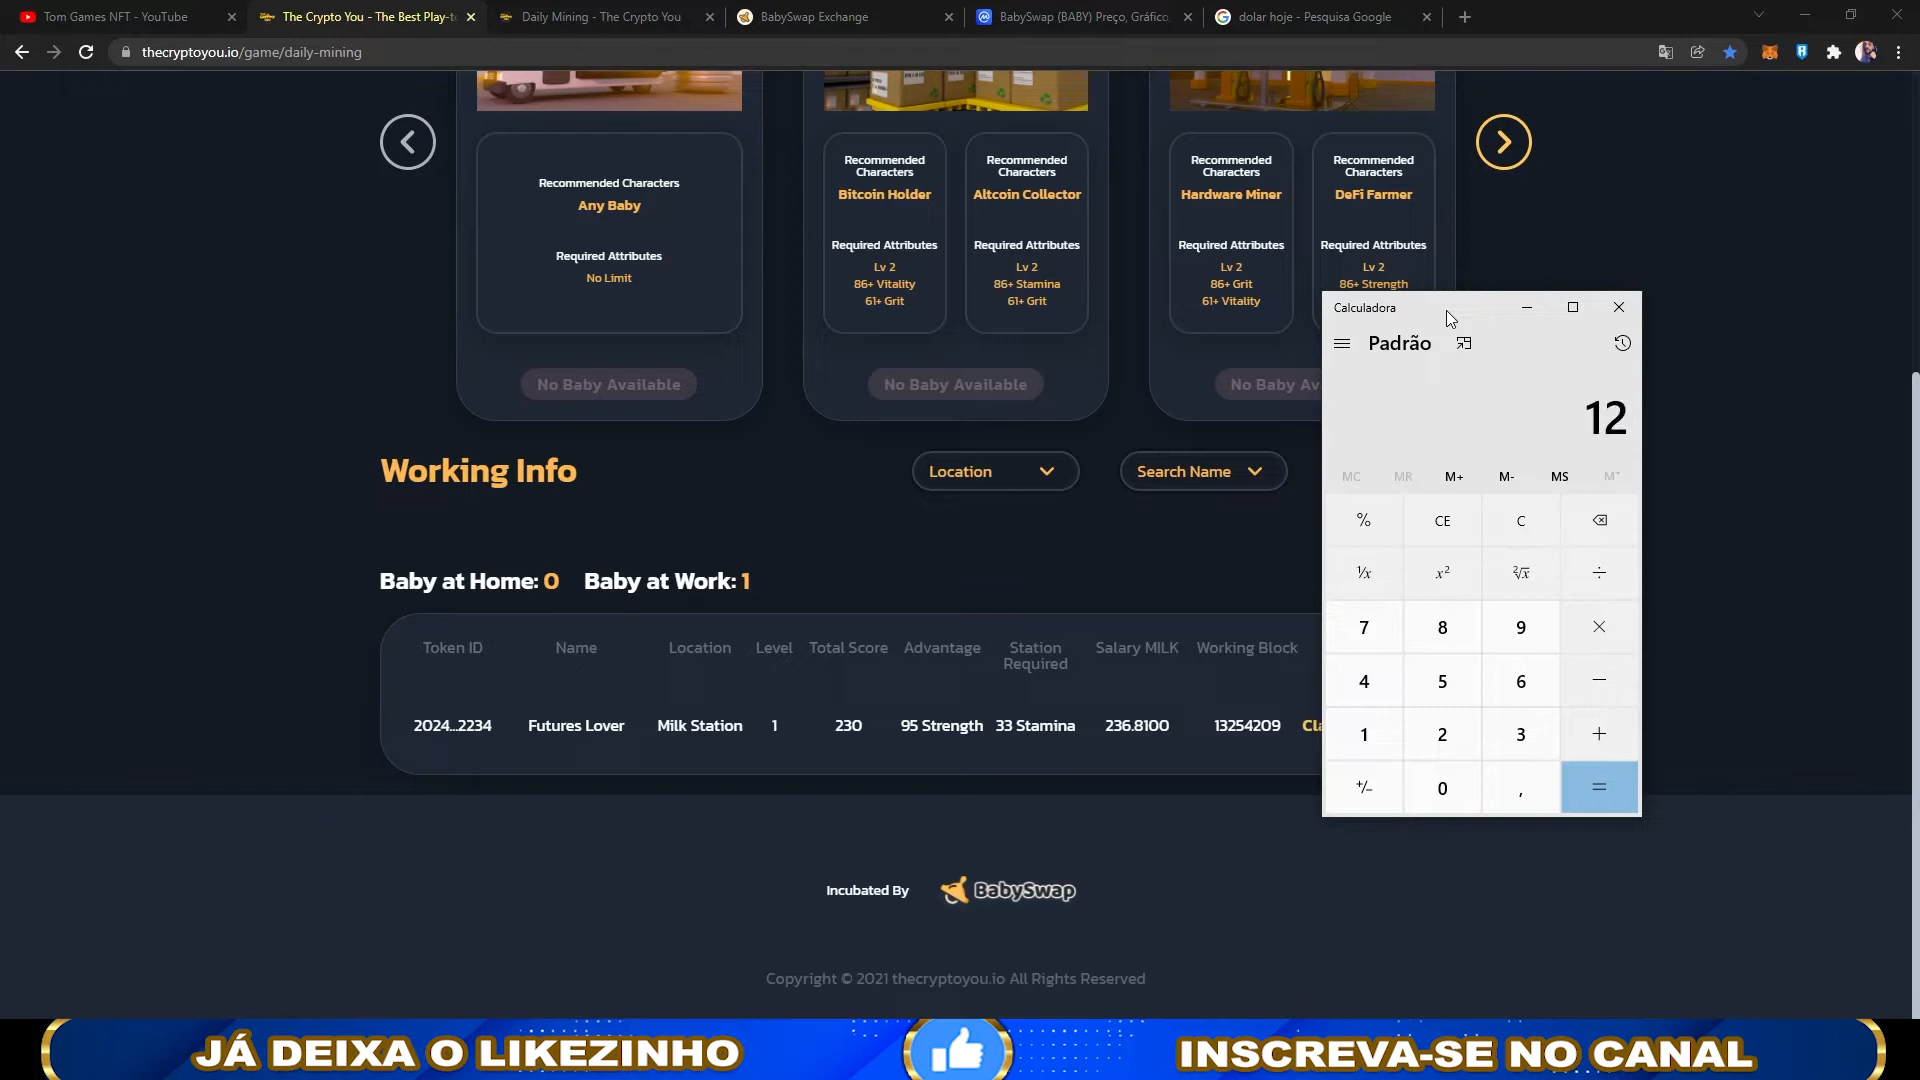 Tom Games NFT - YouTube
The Crypto You - The Best Play-t
Daily Mining - The Crypto You
BabySwap Exchange
BabySwap (BABY) Preço, Gráfico,
dolar hoje - Pesquisa Google
thecryptoyou.io/game/daily-mining
Recommended Characters
Any Baby
Required Attributes
No Limit
No Baby Available
Recommended
Characters
Bitcoin Holder
Required Attributes
Lv 2
86+ Vitality
61+ Grit
Recommended
Characters
Altcoin Collector
Required Attributes
Lv 2
86+ Stamina
61+ Grit
No Baby Available
Recommended
Characters
Hardware Miner
Required Attributes
Lv 2
86+ Grit
61+ Vitality
Recommended
Characters
DeFi Farmer
Required Attributes
Lv 2
86+ Strength
No Baby Av
Working Info
Location
Search Name
Baby at Home: 0 Baby at Work: 1
Token ID Name Location Level Total Score Advantage Station Required Salary MILK Working Block
2024...2234 Futures Lover Milk Station 1 230 95 Strength 33 Stamina 236.8100 13254209 Cla
Calculadora
Padrão
12
MC MR M+ M- MS M˅
% CE C
⅟x x² ²√x ÷
7 8 9 ×
4 5 6 −
1 2 3 +
+/− 0 , =
Incubated By BabySwap
Copyright © 2021 thecryptoyou.io All Rights Reserved
JÁ DEIXA O LIKEZINHO
INSCREVA-SE NO CANAL